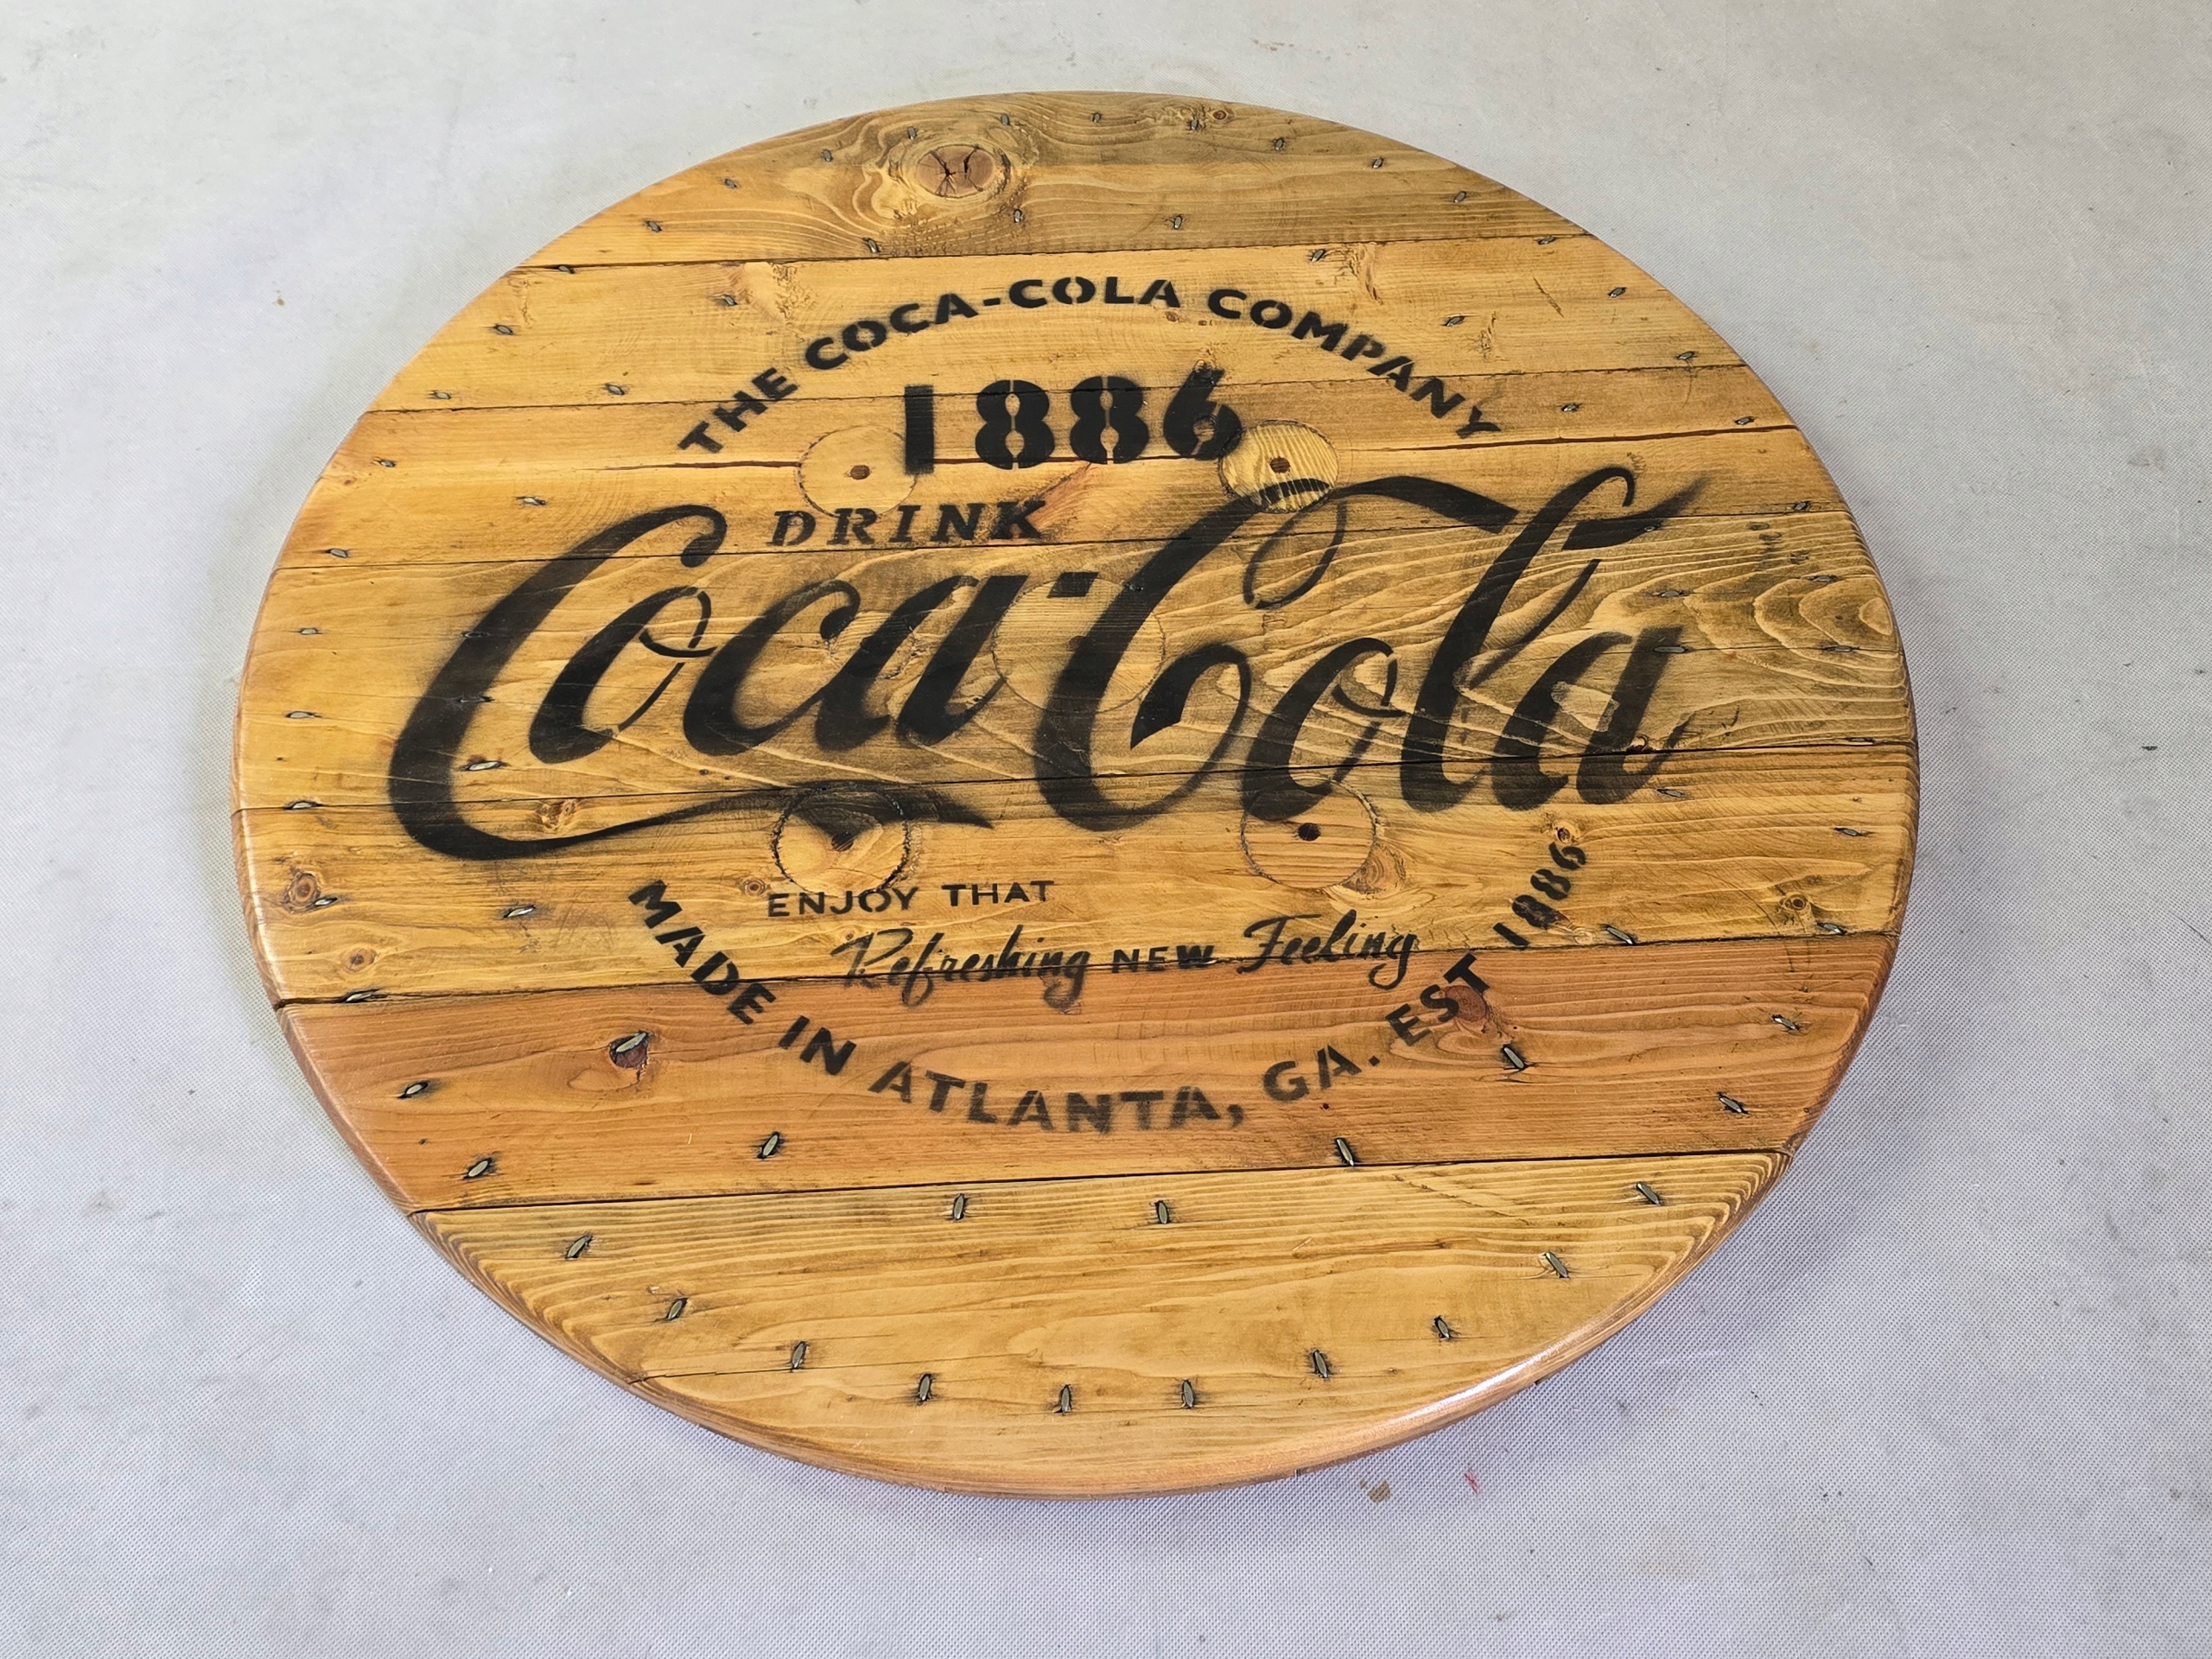 THE COCA-COLA COMPANY
1886
DRINK
Coca-Cola
ENJOY THAT
Refreshing NEW Feeling
MADE IN ATLANTA, GA. EST 1886